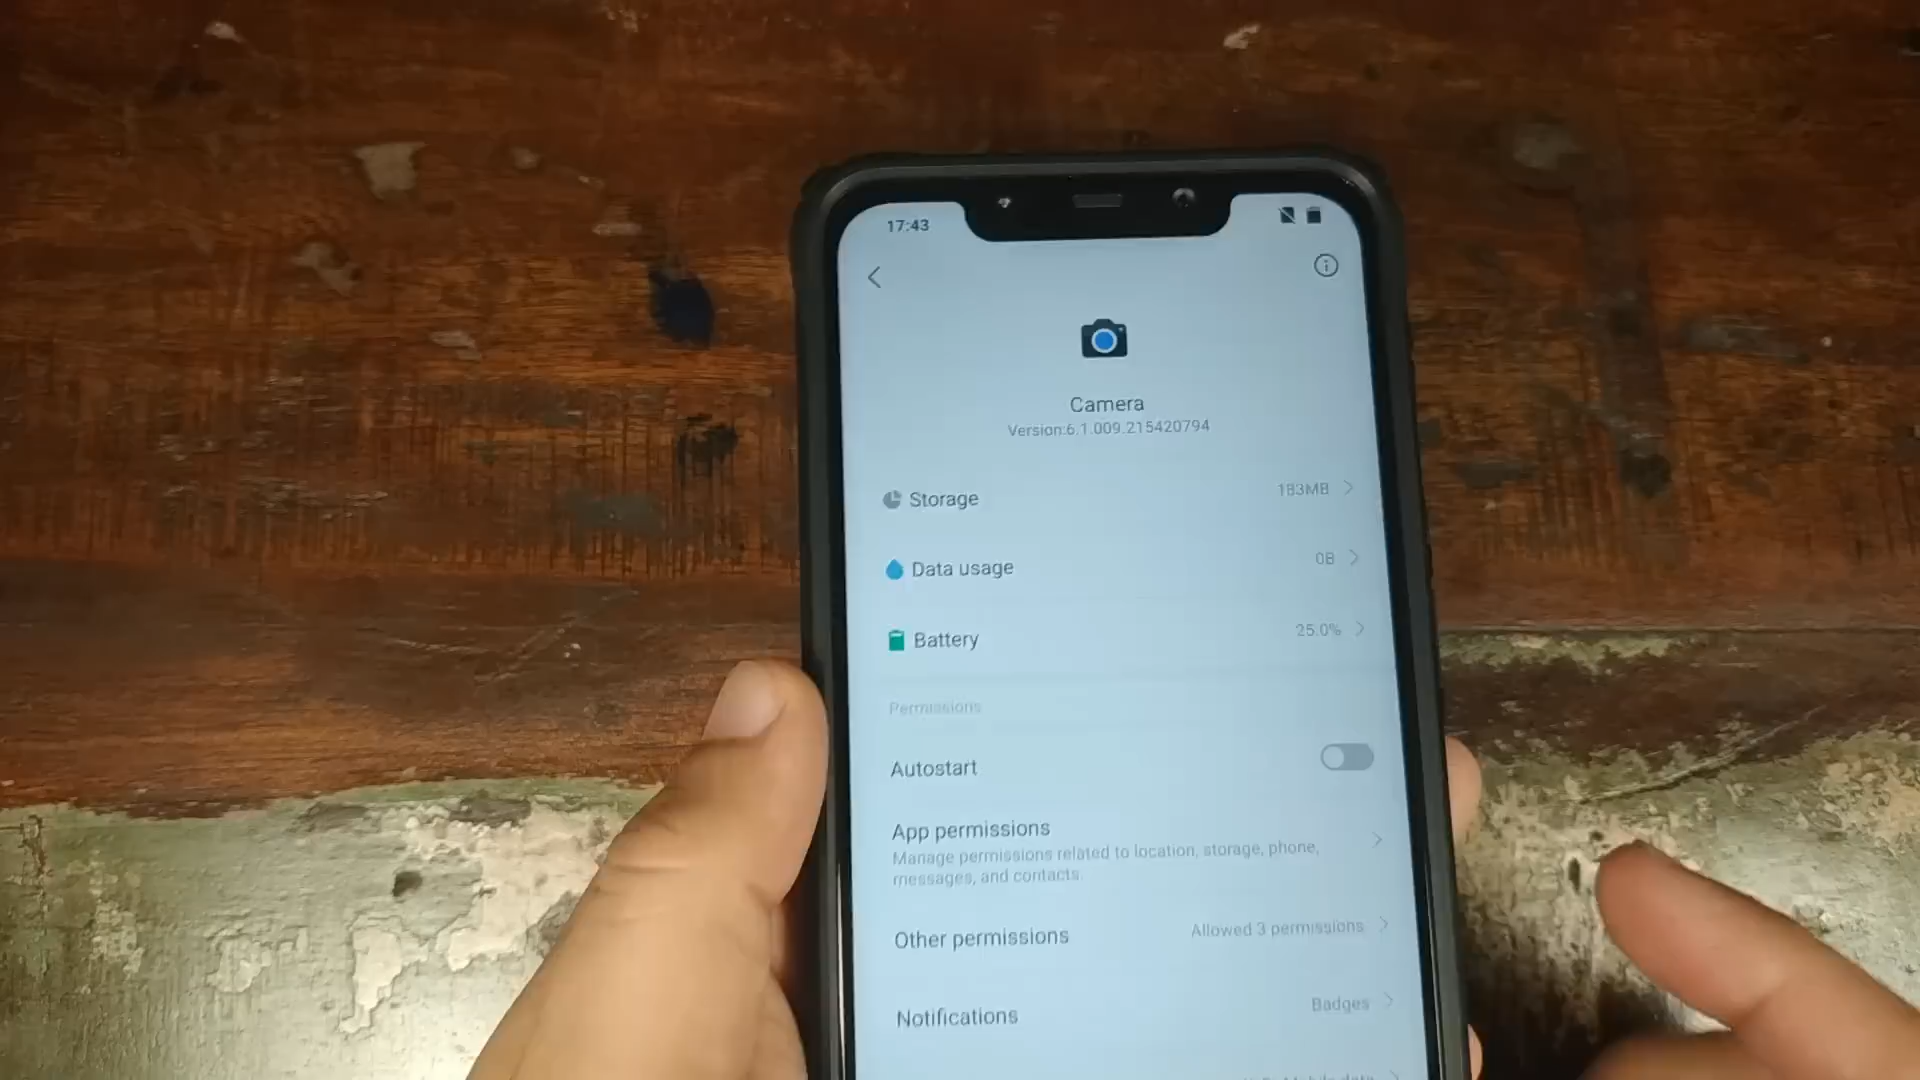 17:43
Camera
Version:6.1.009.215420794
Storage
183MB
Data usage
0B
Battery
25.0%
Permissions
Autostart
App permissions
Manage permissions related to location, storage, phone,
messages, and contacts.
Other permissions
Allowed 3 permissions
Notifications
Badges